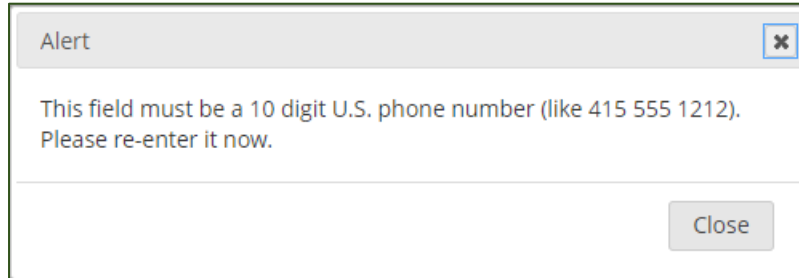 Alert
This field must be a 10 digit U.S. phone number (like 415 555 1212).
Please re-enter it now.
Close